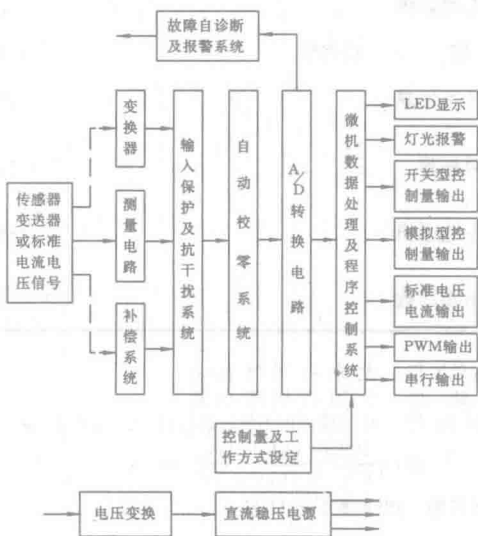 故障自诊断
及报警系统
变换器
测量电路
补偿系统
传感器
变送器
或标准
电流电
压信号
输入保护及抗干扰系统
自动校零系统
A/D转换电路
微机数据处理及程序控制系统
LED显示
灯光报警
开关型控
制量输出
模拟型控
制量输出
标准电压
电流输出
PWM输出
串行输出
控制量及工
作方式设定
电压变换
直流稳压电源